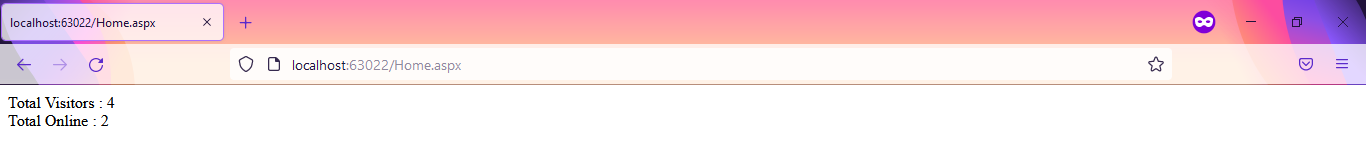 localhost:63022/Home.aspx
localhost:63022/Home.aspx
Total Visitors : 4
Total Online : 2